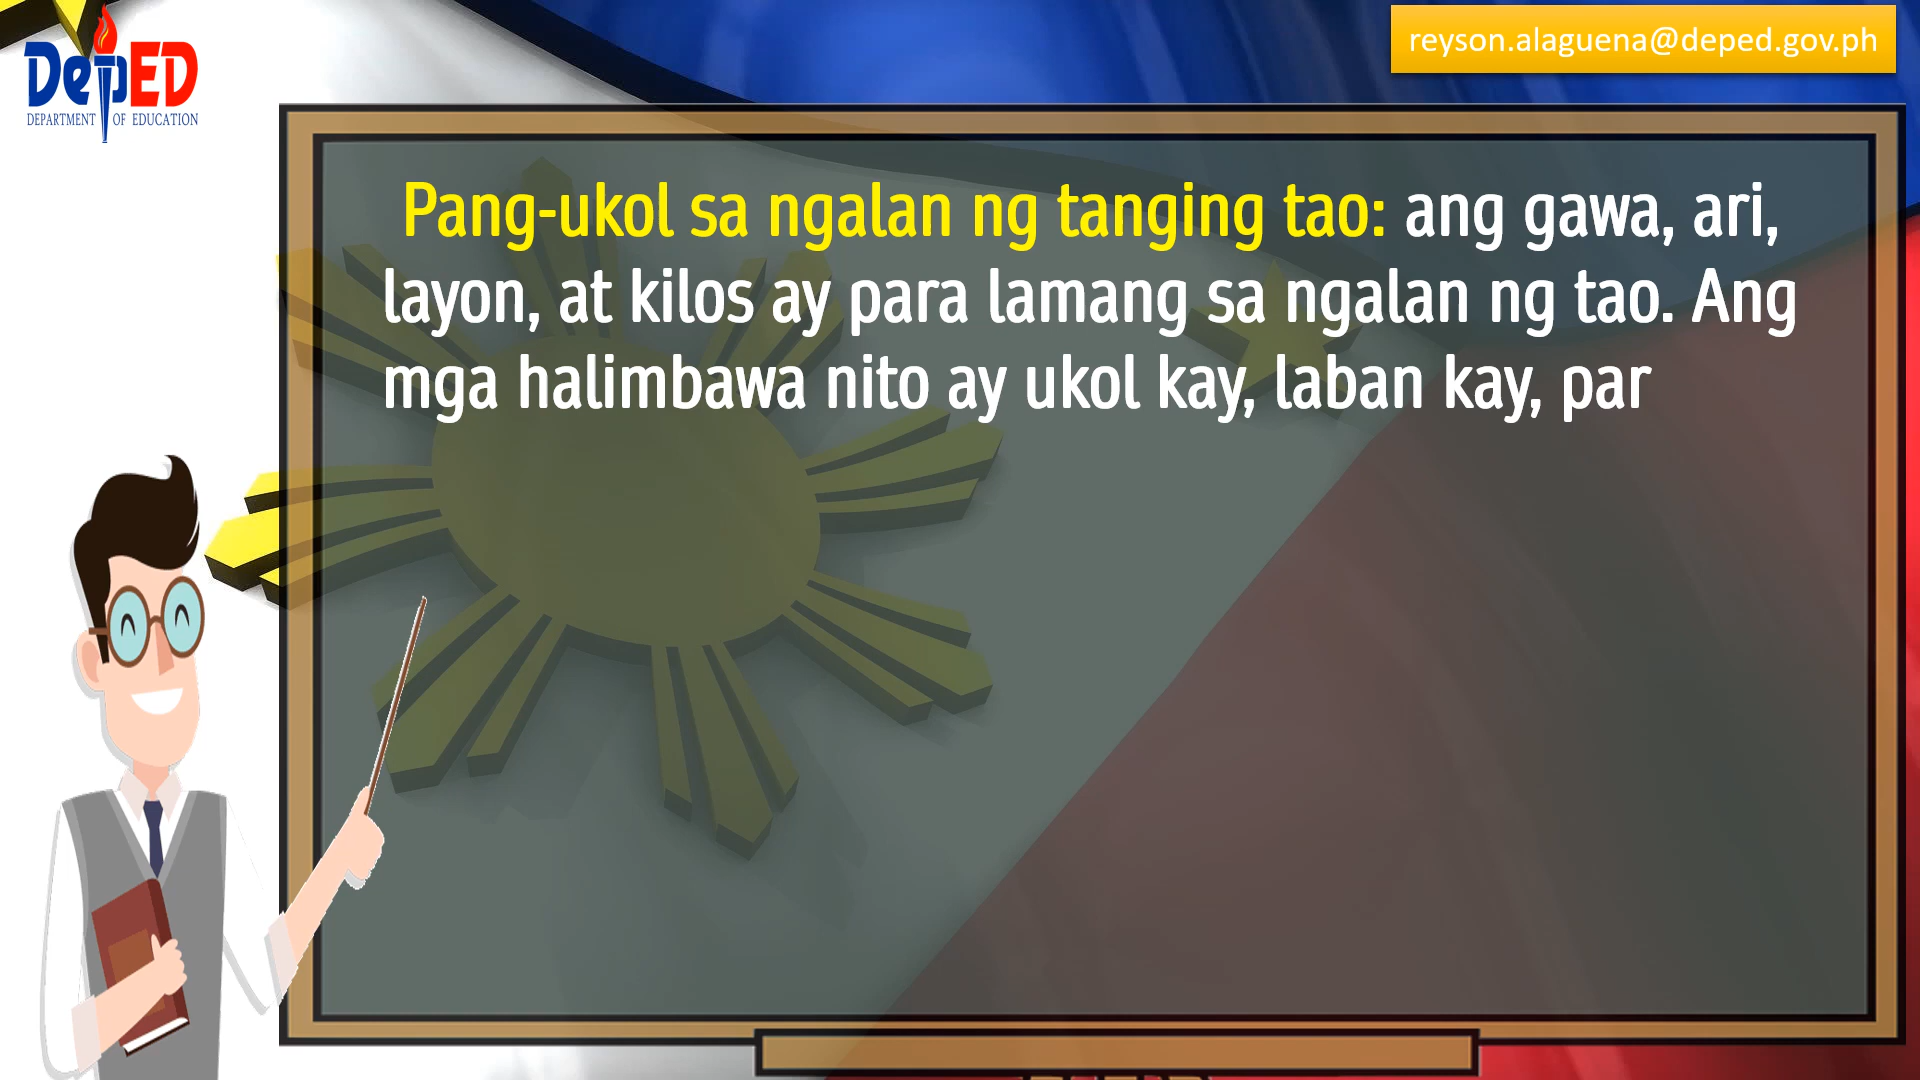 DepED
DEPARTMENT OF EDUCATION
reyson.alaguena@deped.gov.ph
Pang-ukol sa ngalan ng tanging tao: ang gawa, ari,
layon, at kilos ay para lamang sa ngalan ng tao. Ang
mga halimbawa nito ay ukol kay, laban kay, par